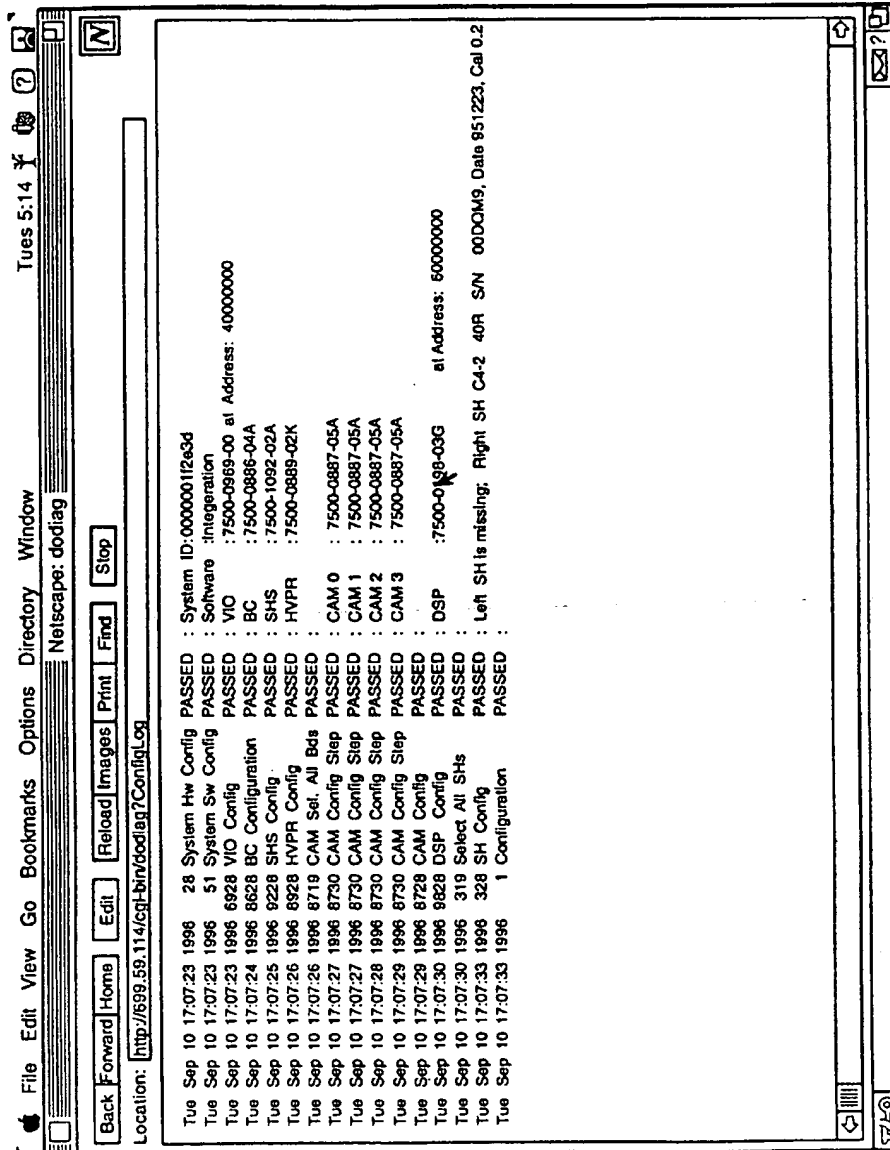 File Edit View Go Bookmarks Options Directory Window Tues 5:14 ?
Netscape: dodiag
Back Forward Home Edit Reload Images Print Find Stop N
Location: http://699.59.114/cgi-bin/dodiag?ConfigLog
Tue Sep 10 17:07:23 1996 28 System Hw Config PASSED : System ID:0000001f2e3d
Tue Sep 10 17:07:23 1996 51 System Sw Config PASSED : Software :Integeration
Tue Sep 10 17:07:23 1996 6928 VIO Config PASSED : VIO : 7500-0969-00 at Address: 40000000
Tue Sep 10 17:07:24 1996 8628 BC Configuration PASSED : BC : 7500-0886-04A
Tue Sep 10 17:07:25 1996 9228 SHS Config PASSED : SHS : 7500-1092-02A
Tue Sep 10 17:07:26 1996 8928 HVPR Config PASSED : HVPR : 7500-0889-02K
Tue Sep 10 17:07:26 1996 8719 CAM Sel. All Bds PASSED :
Tue Sep 10 17:07:27 1996 8730 CAM Config Step PASSED : CAM 0 : 7500-0887-05A
Tue Sep 10 17:07:27 1996 8730 CAM Config Step PASSED : CAM 1 : 7500-0887-05A
Tue Sep 10 17:07:28 1996 8730 CAM Config Step PASSED : CAM 2 : 7500-0887-05A
Tue Sep 10 17:07:29 1996 8730 CAM Config Step PASSED : CAM 3 : 7500-0887-05A
Tue Sep 10 17:07:29 1996 8728 CAM Config PASSED :
Tue Sep 10 17:07:30 1996 9828 DSP Config PASSED : DSP :7500-0198-03G at Address: 60000000
Tue Sep 10 17:07:30 1996 319 Select All SHs PASSED :
Tue Sep 10 17:07:33 1996 328 SH Config PASSED : Left SH is missing; Right SH C4-2 40R S/N 00DQM9, Date 951223, Cal 0.2
Tue Sep 10 17:07:33 1996 1 Configuration PASSED :
?